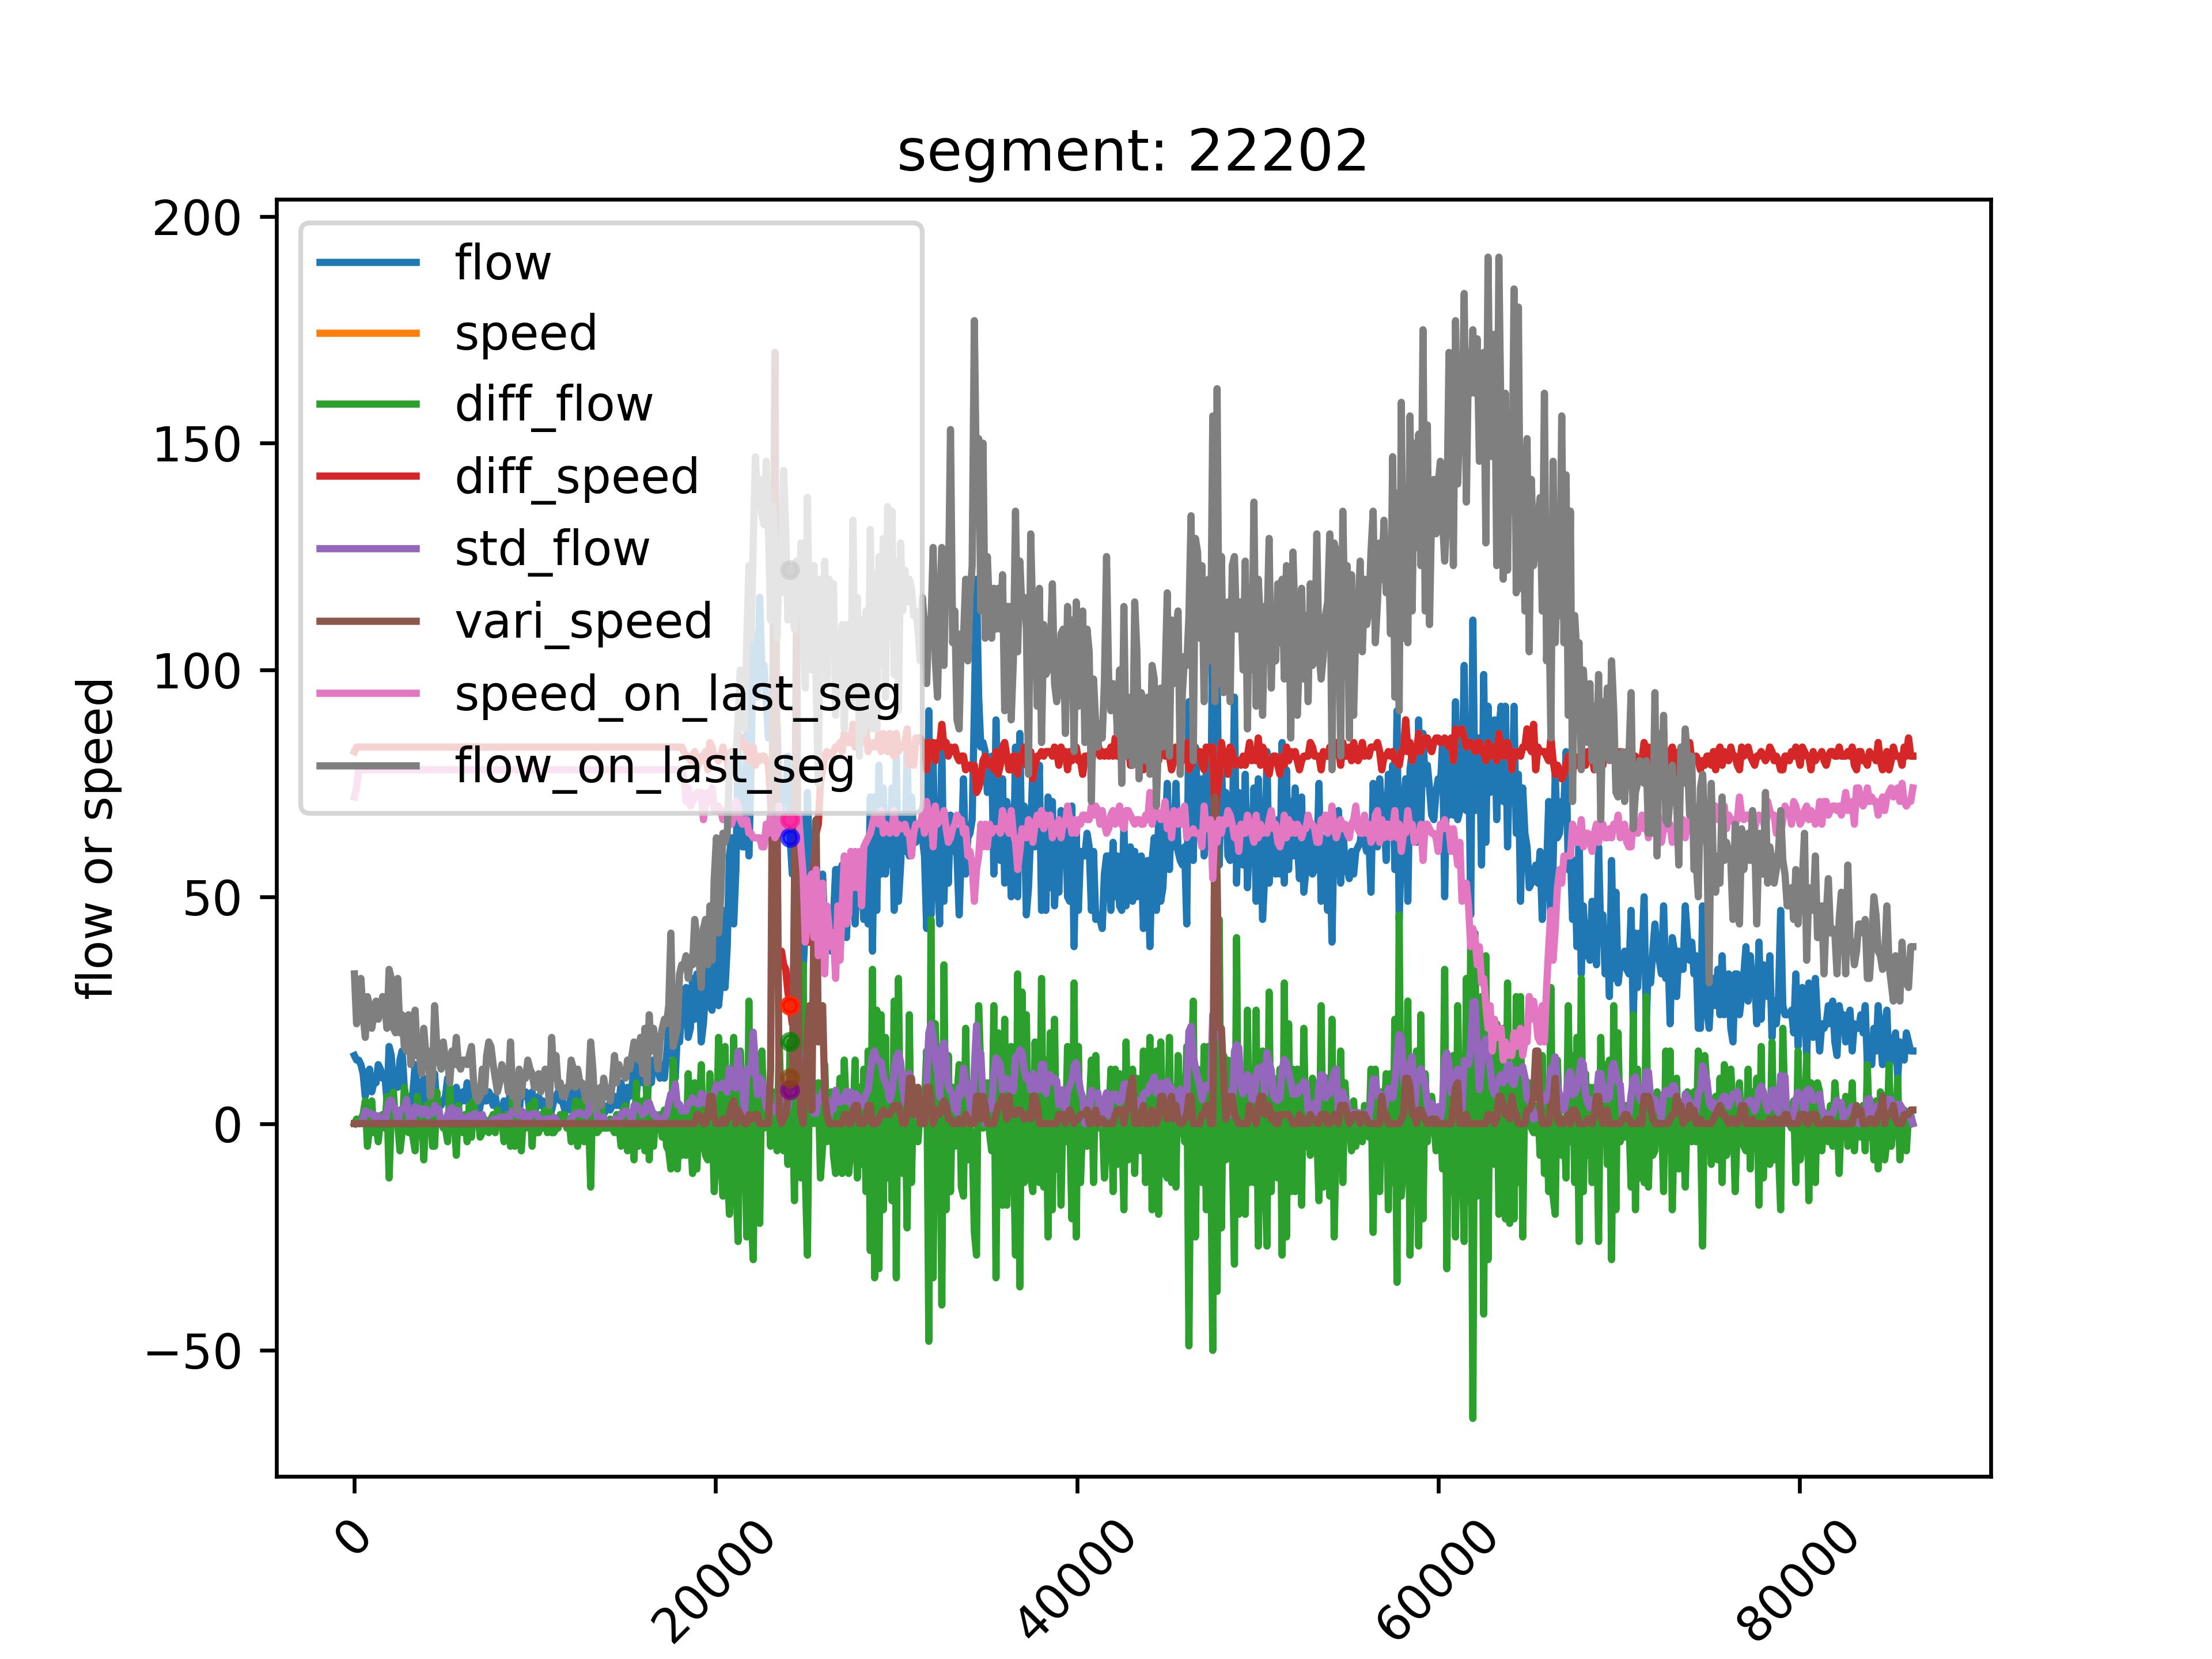 segment: 22202
200
150
100
50
0
−50
flow or speed
flow
speed
diff_flow
diff_speed
std_flow
vari_speed
speed_on_last_seg
flow_on_last_seg
0
20000
40000
60000
80000